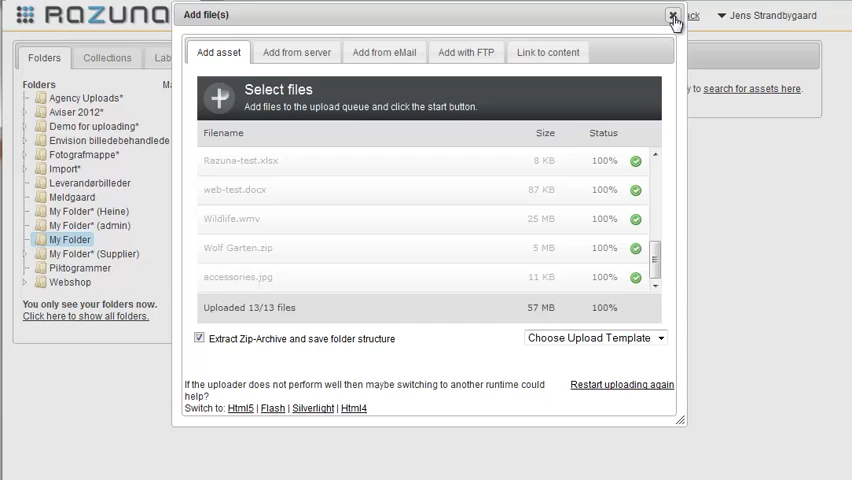 RAZUNA
Add file(s)
Jens Strandbygaard
Folders
Collections
Add asset
Add from server
Add from eMail
Add with FTP
Link to content
search for assets here.
Folders
Agency Uploads*
Aviser 2012*
Demo for uploading*
Envision billedebehandlede
Fotografmappe*
Import*
Leverandørbilleder
Meldgaard
My Folder* (Heine)
My Folder* (admin)
My Folder
My Folder* (Supplier)
Piktogrammer
Webshop
You only see your folders now.
Click here to show all folders.
Select files
Add files to the upload queue and click the start button.
Filename Size Status
Razuna-test.xlsx 8 KB 100%
web-test.docx 87 KB 100%
Wildlife.wmv 25 MB 100%
Wolf Garten.zip 5 MB 100%
accessories.jpg 11 KB 100%
Uploaded 13/13 files 57 MB 100%
Extract Zip-Archive and save folder structure
Choose Upload Template
If the uploader does not perform well then maybe switching to another runtime could
help?
Restart uploading again
Switch to: Html5 | Flash | Silverlight | Html4